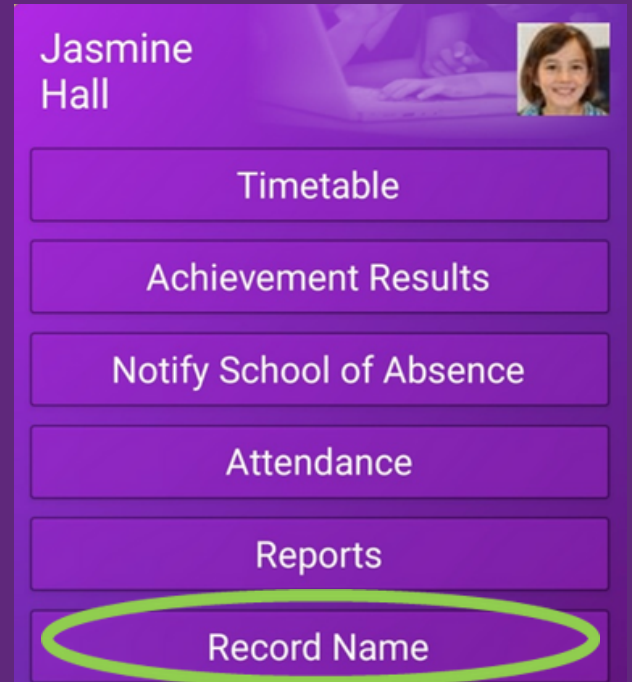 Jasmine
Hall
Timetable
Achievement Results
Notify School of Absence
Attendance
Reports
Record Name